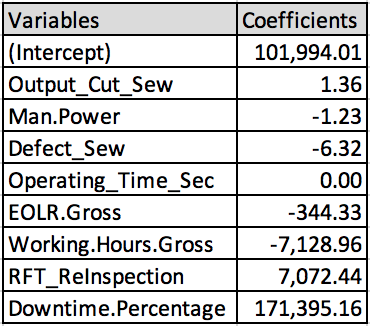 Variables Coefficients
(Intercept) 101,994.01
Output_Cut_Sew 1.36
Man.Power -1.23
Defect_Sew -6.32
Operating_Time_Sec 0.00
EOLR.Gross -344.33
Working.Hours.Gross -7,128.96
RFT_ReInspection 7,072.44
Downtime.Percentage 171,395.16